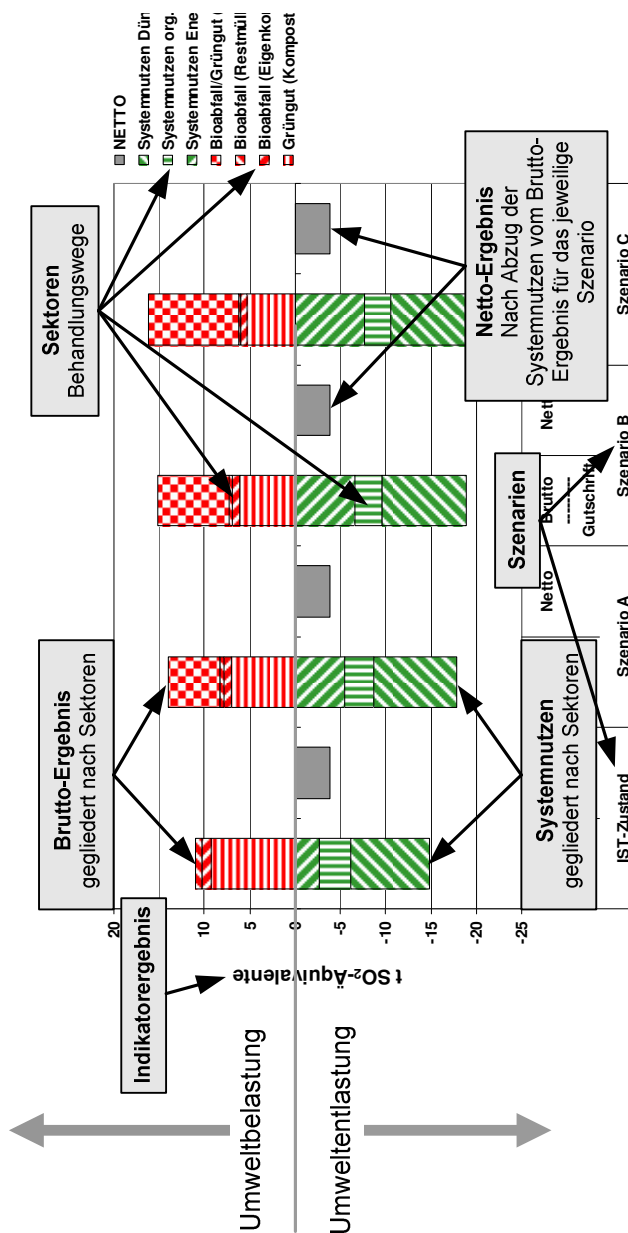 Umweltbelastung
Umweltentlastung
Indikatorergebnis
t SO₂-Äquivalente
20
15
10
5
0
-5
-10
-15
-20
-25
Brutto-Ergebnis
gegliedert nach Sektoren
Systemnutzen
gegliedert nach Sektoren
Szenarien
Sektoren
Behandlungswege
Netto-Ergebnis
Nach Abzug der
Systemnutzen vom Brutto-
Ergebnis für das jeweilige
Szenario
IST-Zustand
Netto
Szenario A
Brutto
--------
Gutschrift
Nett
Szenario B
Szenario C
NETTO
Systemnutzen Dün
Systemnutzen org.
Systemnutzen Ene
Bioabfall/Grüngut (
Bioabfall (Restmüll
Bioabfall (Eigenko
Grüngut (Kompost